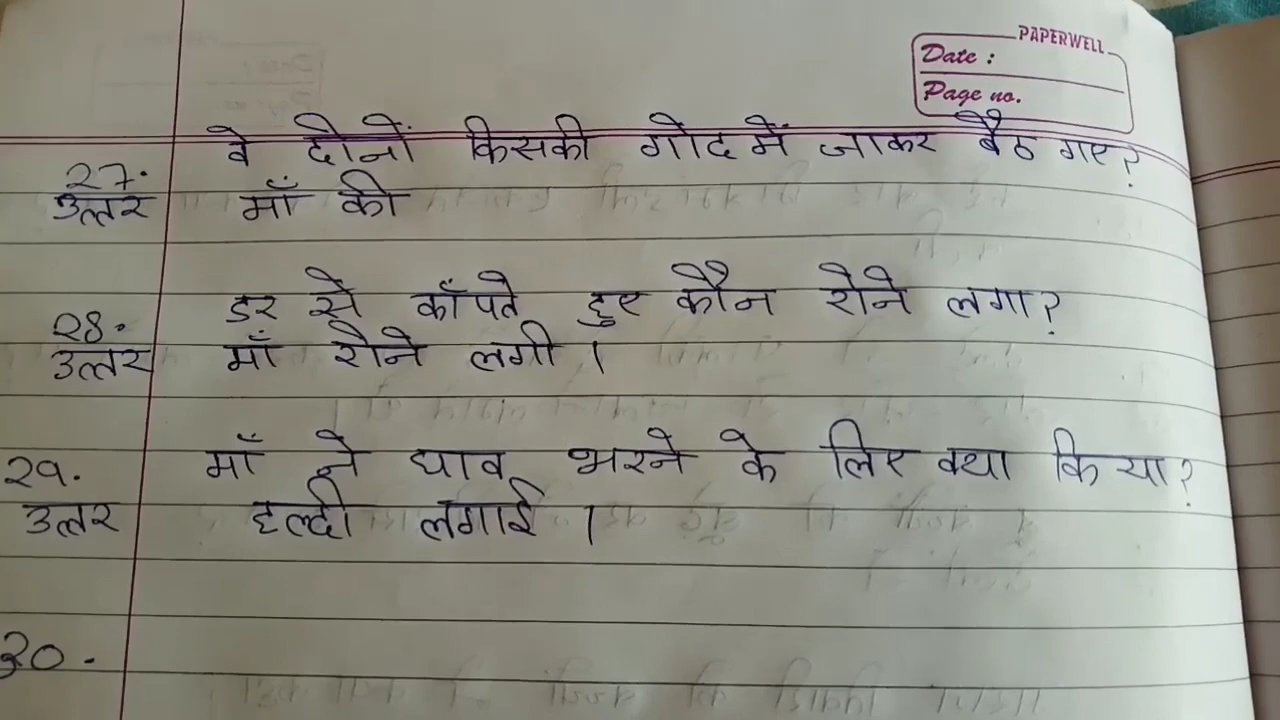 PAPERWELL
Date :
Page no.
27. वे दोनों किसकी गोद में जाकर बैठ गए?
उत्तर माँ की
28. डर से काँपते हुए कौन रोने लगा?
उत्तर माँ रोने लगी ।
29. माँ ने घाव भरने के लिए क्या किया?
उत्तर हल्दी लगाई ।
30.